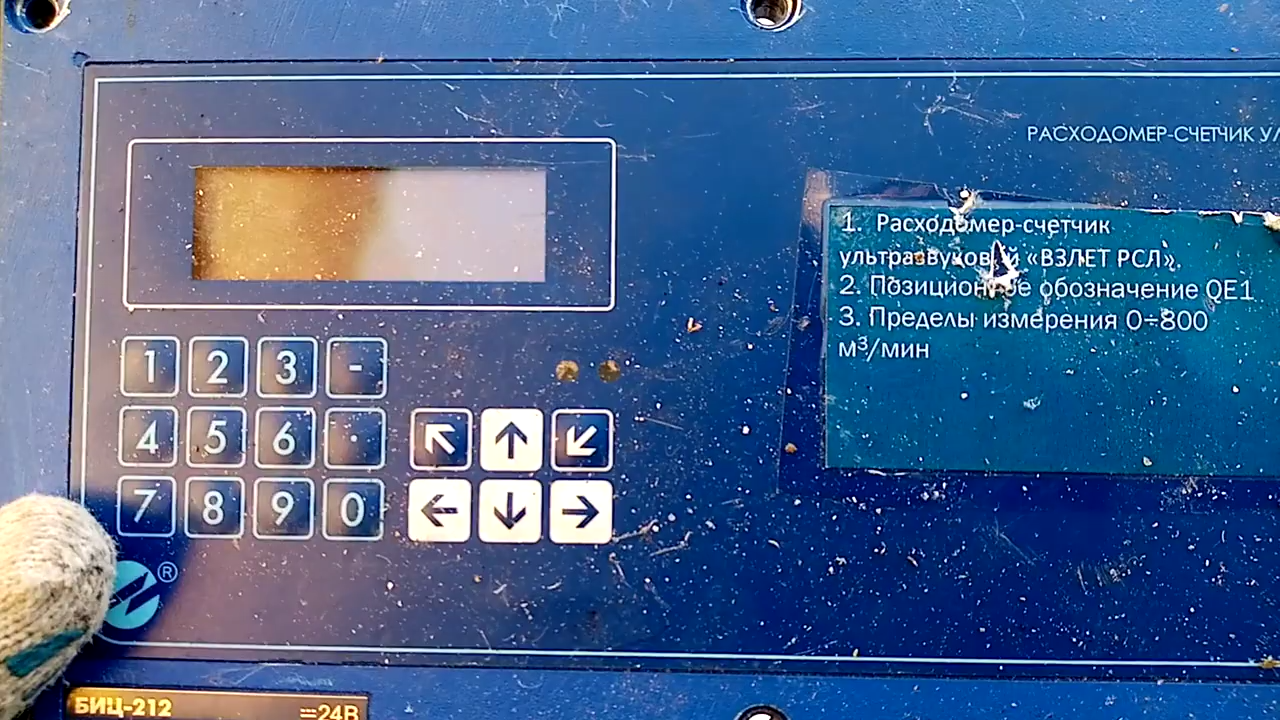 РАСХОДОМЕР-СЧЕТЧИК
1. Расходомер-счетчик
ультразвуковой «ВЗЛЕТ РСЛ».
2. Позиционное обозначение QE1
3. Пределы измерения 0÷800
м³/мин
1 2 3 -
4 5 6 .
7 8 9 0
®
БИЦ-212 ⎓24В